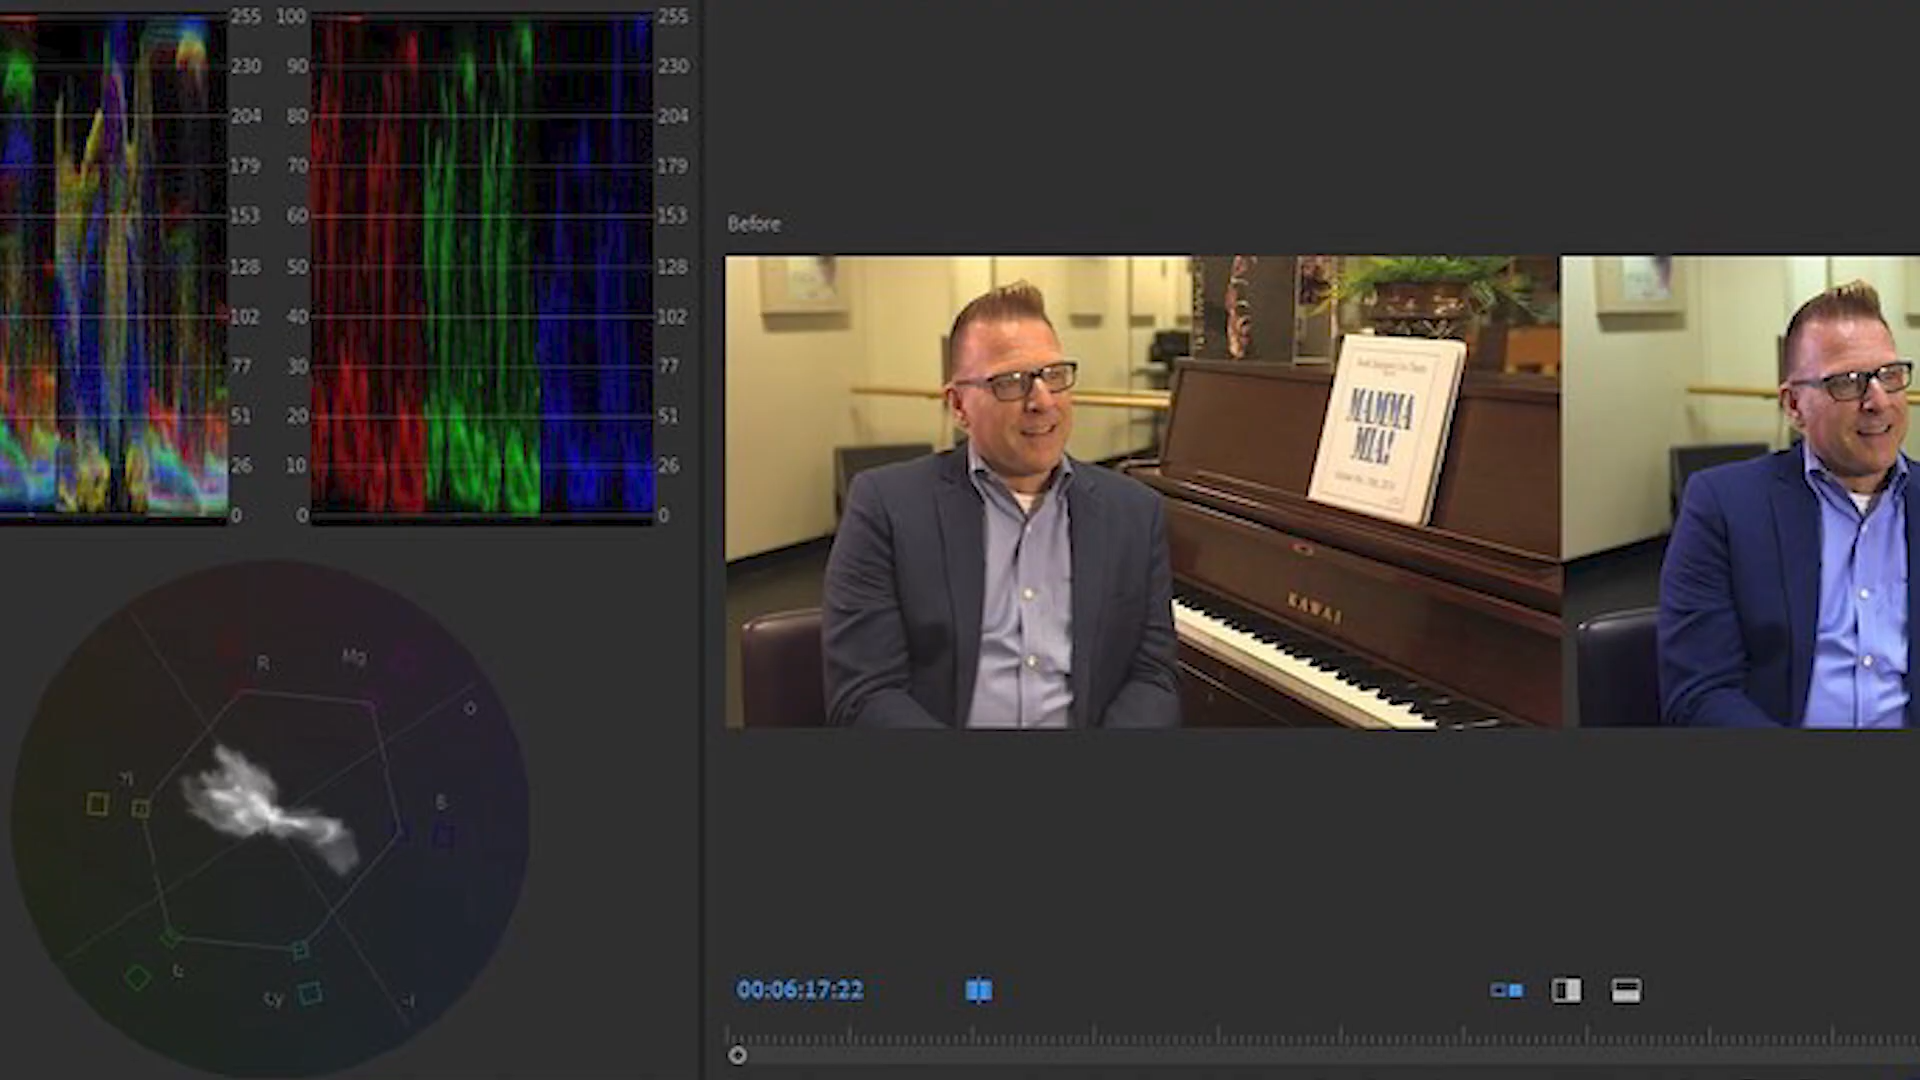 255 100 255
230 90 230
204 80 204
179 70 179
153 60 153
128 50 128
102 40 102
77 30 77
51 20 51
26 10 26
0 0 0
Before
MAMMA
MIA!
KAWAI
R Mg
Q
Yl
B
G
Cy
-I
00:06:17:22